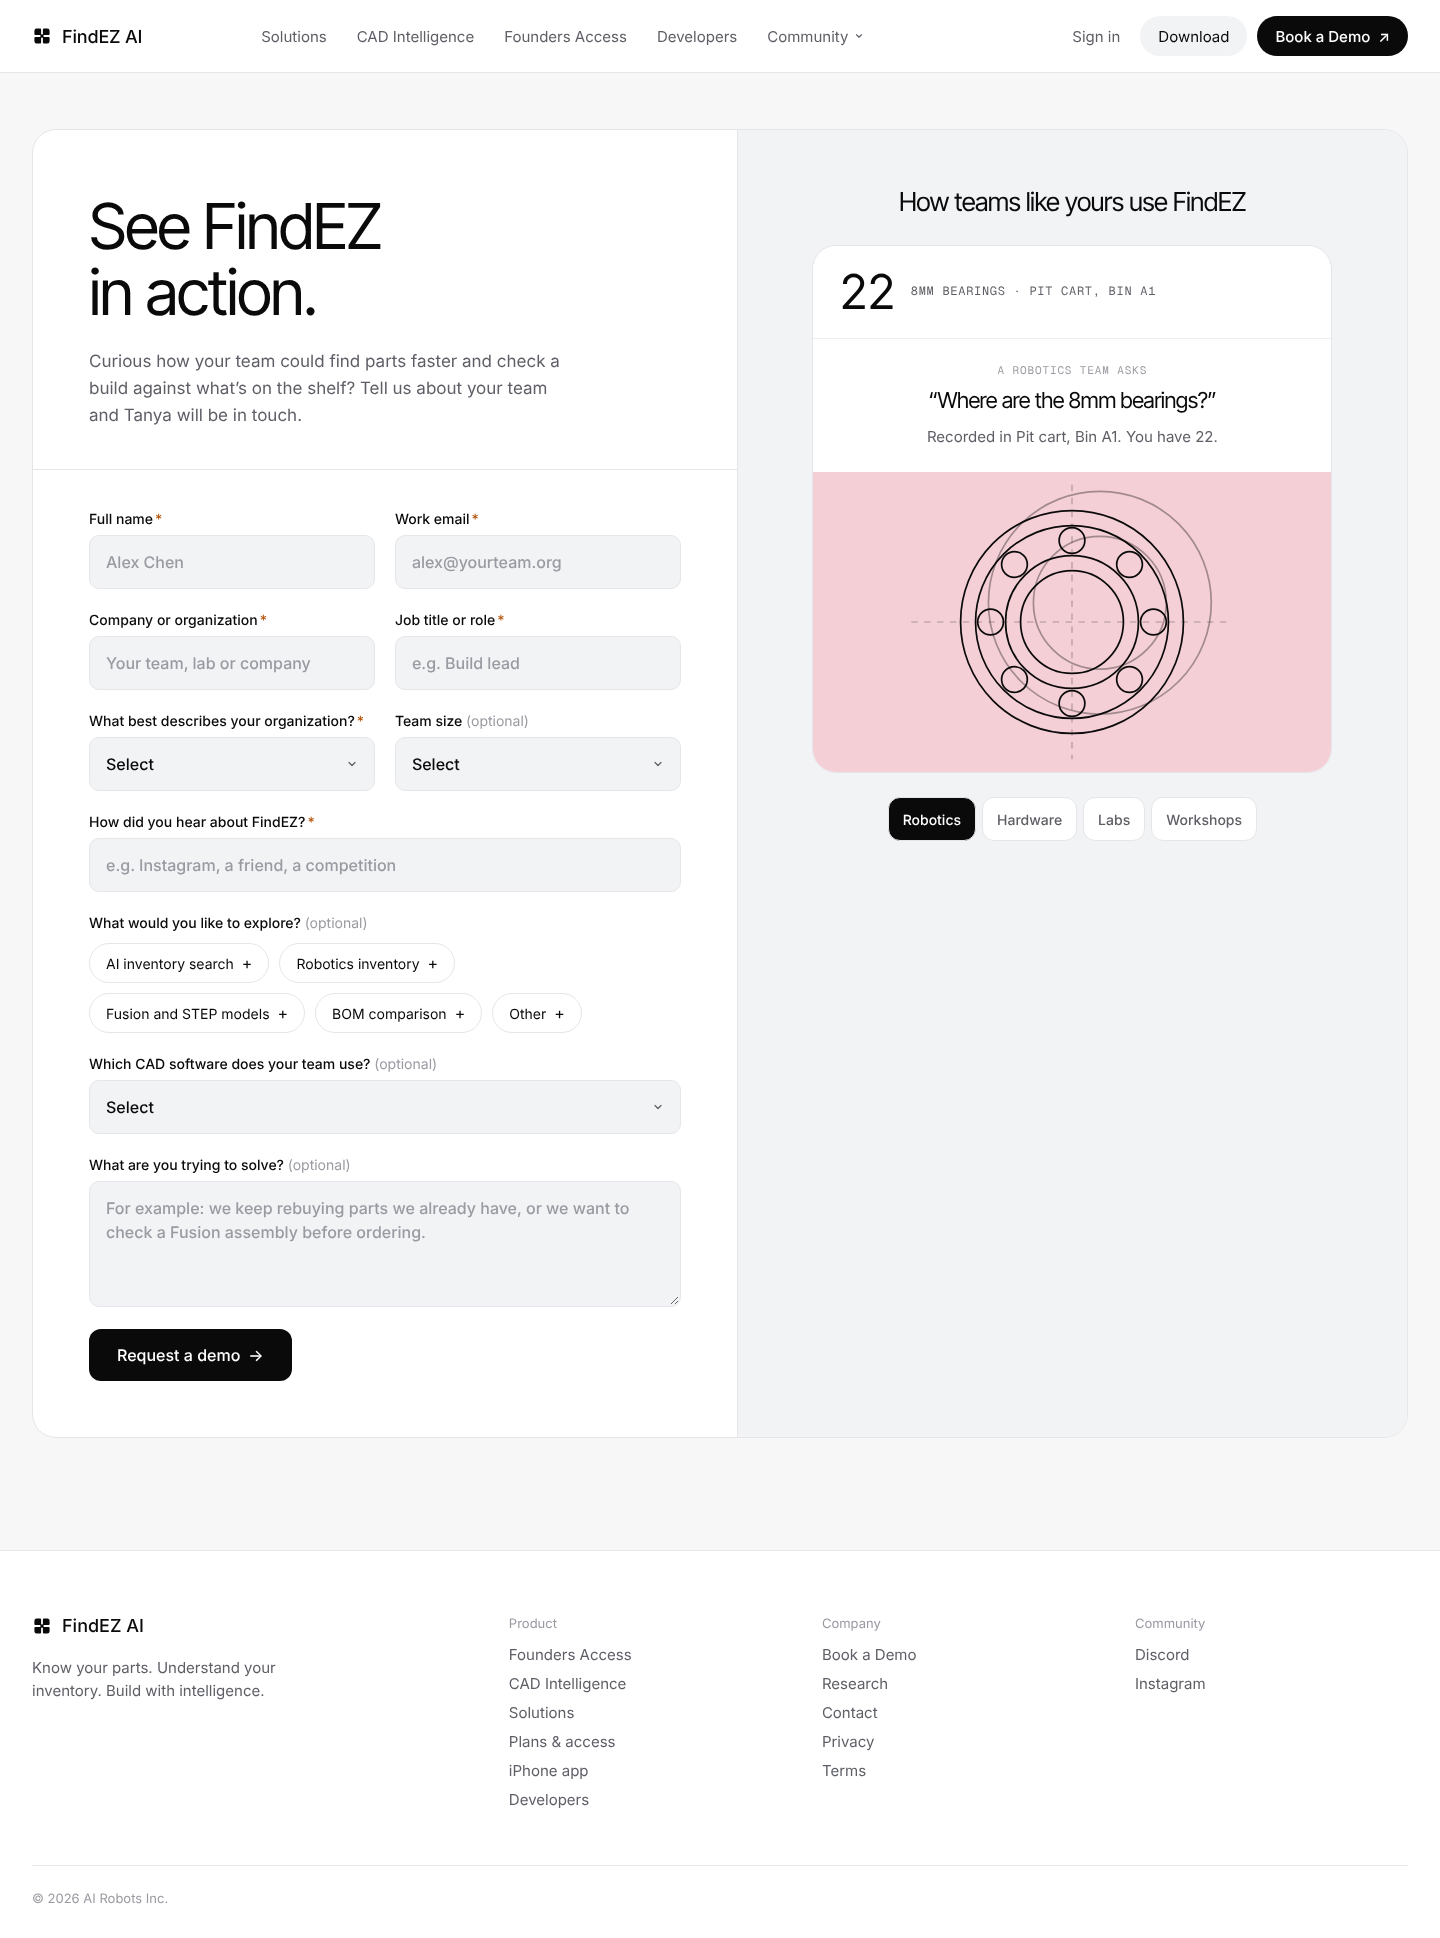 FindEZ AI
Solutions
CAD Intelligence
Founders Access
Developers
Community
Sign in
Download
Book a Demo ↗
See FindEZ
in action.
Curious how your team could find parts faster and check a
build against what’s on the shelf? Tell us about your team
and Tanya will be in touch.
Full name *
Alex Chen
Work email *
alex@yourteam.org
Company or organization *
Your team, lab or company
Job title or role *
e.g. Build lead
What best describes your organization? *
Select
Team size (optional)
Select
How did you hear about FindEZ? *
e.g. Instagram, a friend, a competition
What would you like to explore? (optional)
AI inventory search +
Robotics inventory +
Fusion and STEP models +
BOM comparison +
Other +
Which CAD software does your team use? (optional)
Select
What are you trying to solve? (optional)
For example: we keep rebuying parts we already have, or we want to
check a Fusion assembly before ordering.
Request a demo →
How teams like yours use FindEZ
22
8MM BEARINGS · PIT CART, BIN A1
A ROBOTICS TEAM ASKS
“Where are the 8mm bearings?”
Recorded in Pit cart, Bin A1. You have 22.
Robotics
Hardware
Labs
Workshops
FindEZ AI
Know your parts. Understand your
inventory. Build with intelligence.
Product
Founders Access
CAD Intelligence
Solutions
Plans & access
iPhone app
Developers
Company
Book a Demo
Research
Contact
Privacy
Terms
Community
Discord
Instagram
© 2026 AI Robots Inc.